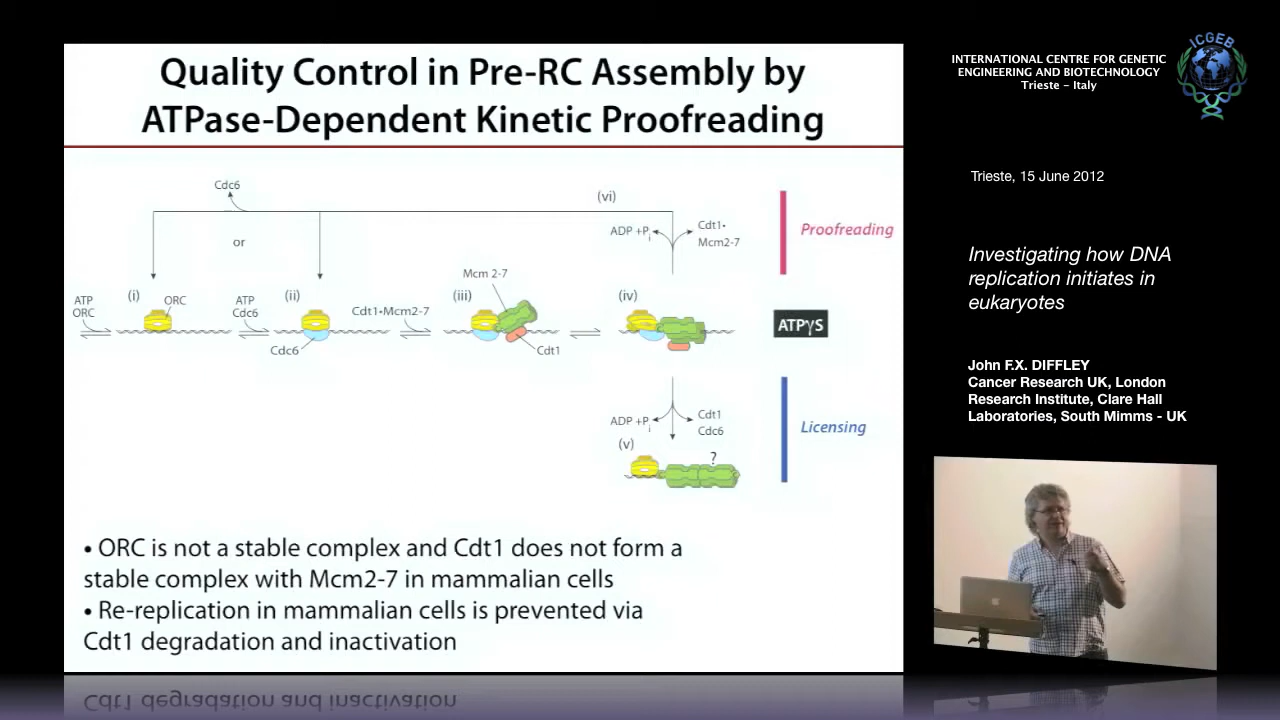 Quality Control in Pre-RC Assembly by
ATPase-Dependent Kinetic Proofreading
Cdc6
(vi)
ADP +Pi
Cdt1•
Mcm2-7
Proofreading
or
Mcm 2-7
ATP
ORC
(i)
ORC
ATP
Cdc6
(ii)
Cdt1•Mcm2-7
(iii)
(iv)
ATPγS
Cdc6
Cdt1
ADP +Pi
Cdt1
Cdc6
Licensing
(v)
?
• ORC is not a stable complex and Cdt1 does not form a
stable complex with Mcm2-7 in mammalian cells
• Re-replication in mammalian cells is prevented via
Cdt1 degradation and inactivation
INTERNATIONAL CENTRE FOR GENETIC
ENGINEERING AND BIOTECHNOLOGY
Trieste - Italy
ICGEB
Trieste, 15 June 2012
Investigating how DNA
replication initiates in
eukaryotes
John F.X. DIFFLEY
Cancer Research UK, London
Research Institute, Clare Hall
Laboratories, South Mimms - UK